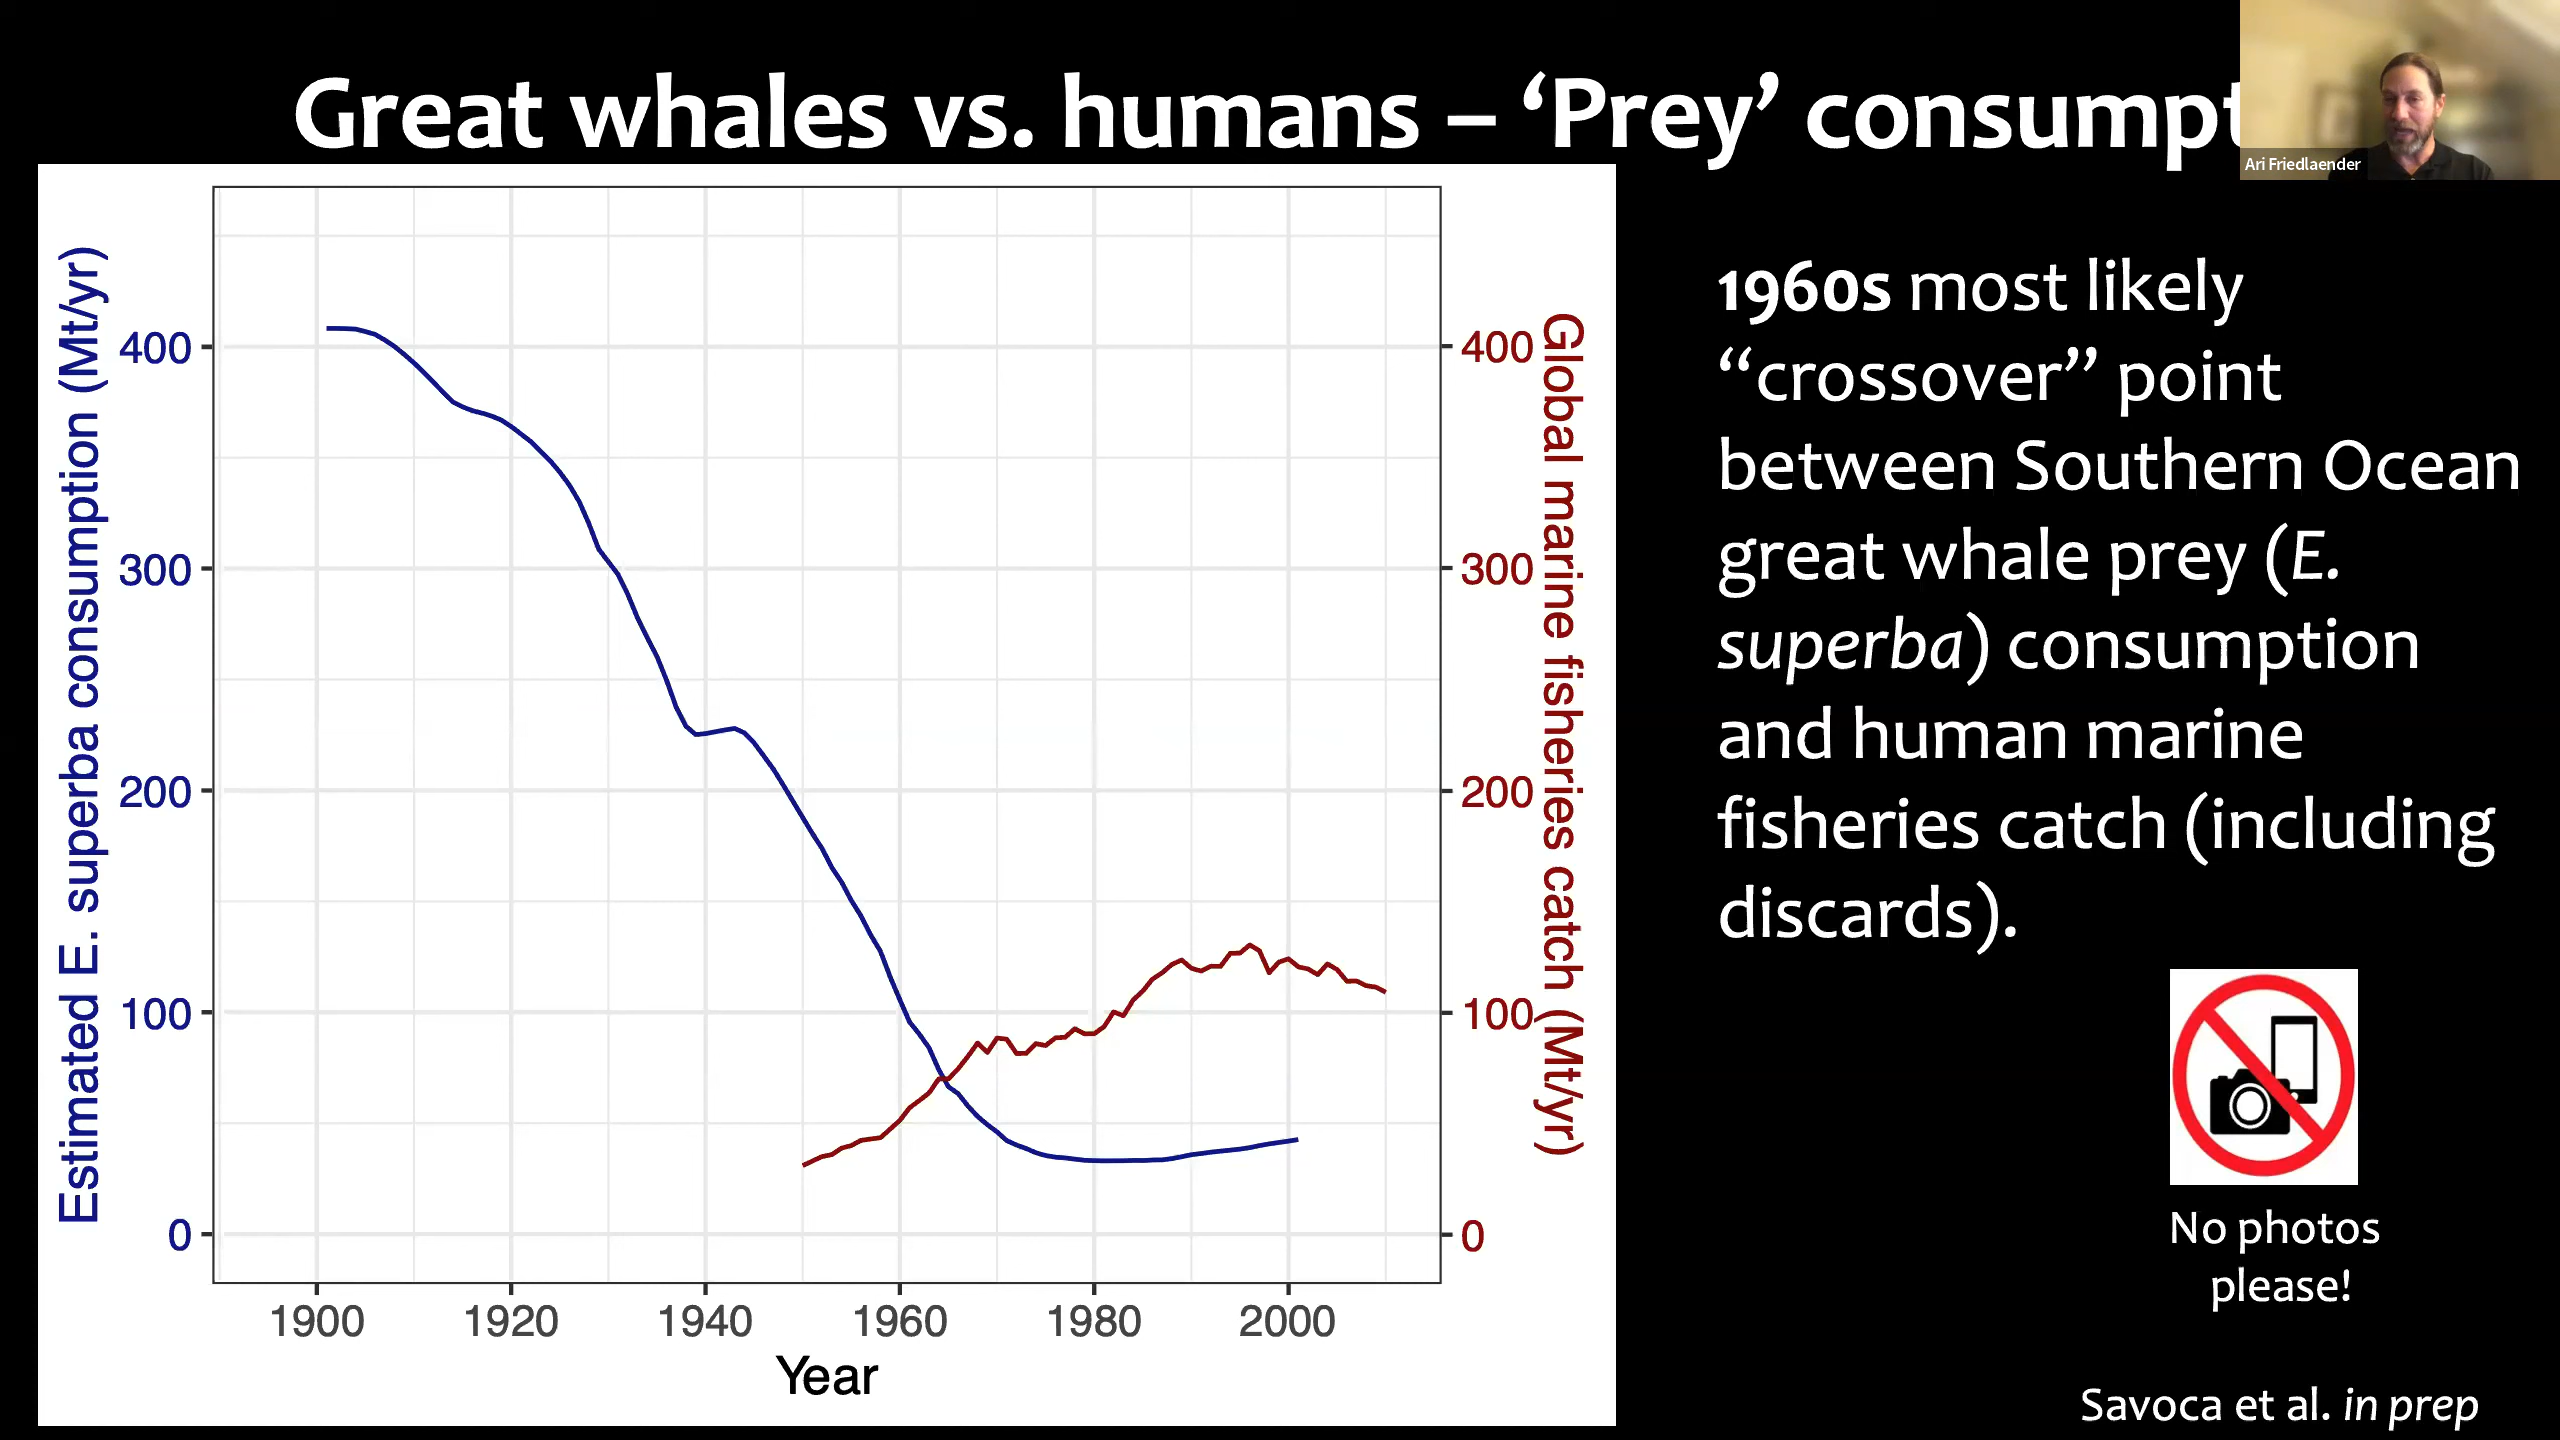 Great whales vs. humans – ‘Prey’ consumpt
Ari Friedlaender
Estimated E. superba consumption (Mt/yr)
400
300
200
100
0
400
300
200
100
0
Global marine fisheries catch (Mt/yr)
1900 1920 1940 1960 1980 2000
Year
1960s most likely
“crossover” point
between Southern Ocean
great whale prey (E.
superba) consumption
and human marine
fisheries catch (including
discards).
No photos
please!
Savoca et al. in prep